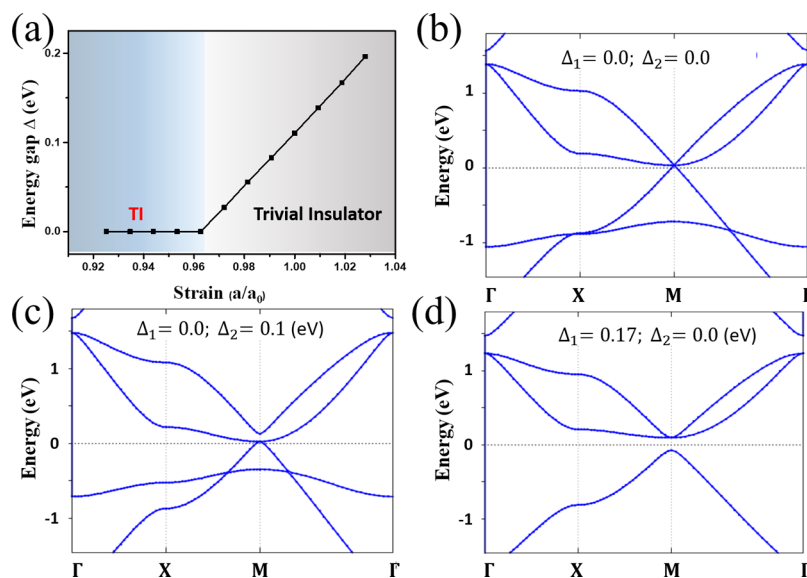 (a)
Energy gap Δ (eV)
0.2
0.1
0.0
TI
Trivial Insulator
0.92 0.94 0.96 0.98 1.00 1.02 1.04
Strain (a/a₀)
(b)
Δ₁= 0.0; Δ₂= 0.0
Energy (eV)
1
0
-1
Γ X M Γ
(c)
Δ₁= 0.0; Δ₂= 0.1 (eV)
Energy (eV)
1
0
-1
Γ X M Γ
(d)
Δ₁= 0.17; Δ₂= 0.0 (eV)
Energy (eV)
1
0
-1
Γ X M